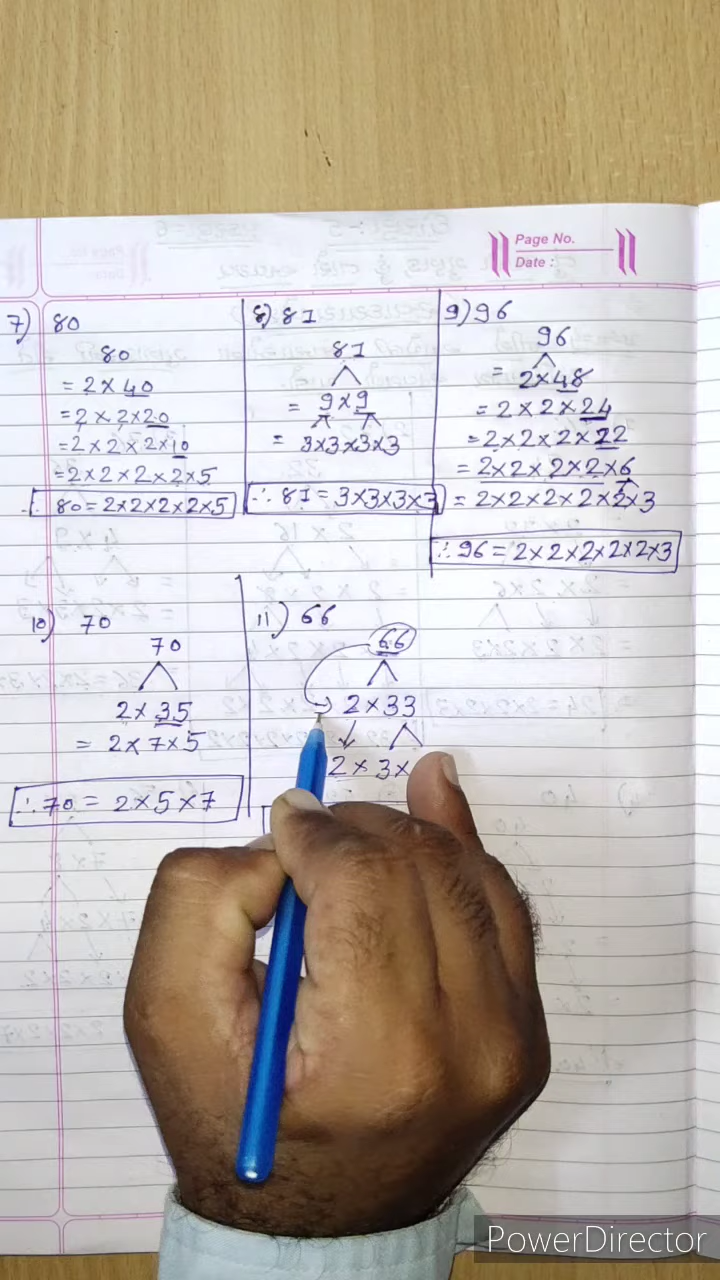 Page No.
Date :
7) 80
80
= 2 × 40
= 2 × 2 × 20
= 2 × 2 × 2 × 10
= 2 × 2 × 2 × 2 × 5
∴ 80 = 2 × 2 × 2 × 2 × 5
8) 81
81
= 9 × 9
= 3 × 3 × 3 × 3
∴ 81 = 3 × 3 × 3 × 3
9) 96
96
= 2 × 48
= 2 × 2 × 24
= 2 × 2 × 2 × 22
= 2 × 2 × 2 × 2 × 6
= 2 × 2 × 2 × 2 × 2 × 3
∴ 96 = 2 × 2 × 2 × 2 × 2 × 3
10) 70
70
2 × 35
= 2 × 7 × 5
∴ 70 = 2 × 5 × 7
11) 66
66
2 × 33
2 × 3 ×
PowerDirector